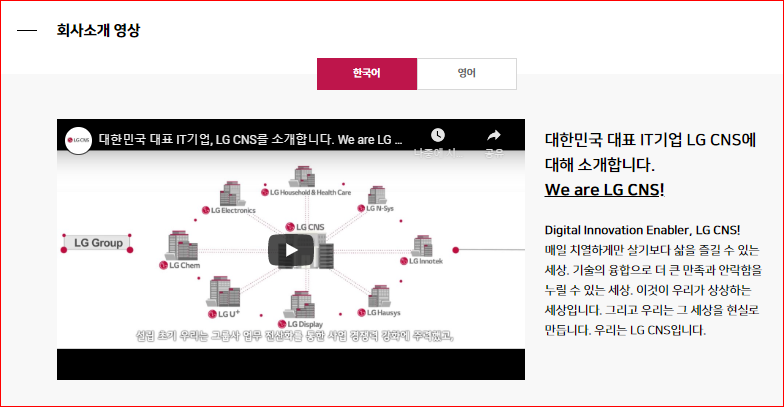 회사소개 영상
한국어
영어
LG CNS
대한민국 대표 IT기업, LG CNS를 소개합니다. We are LG ...
공유
LG Household & Health Care
LG Electronics
LG N-Sys
LG CNS
LG Group
LG Chem
LG Innotek
LG U+
LG Hausys
LG Display
설립 초기 우리는 그룹사 업무 전산화를 통한 사업 경쟁력 강화에 주력했고,
대한민국 대표 IT기업 LG CNS에
대해 소개합니다.
We are LG CNS!
Digital Innovation Enabler, LG CNS!
매일 치열하게만 살기보다 삶을 즐길 수 있는
세상. 기술의 융합으로 더 큰 만족과 안락함을
누릴 수 있는 세상. 이것이 우리가 상상하는
세상입니다. 그리고 우리는 그 세상을 현실로
만듭니다. 우리는 LG CNS입니다.